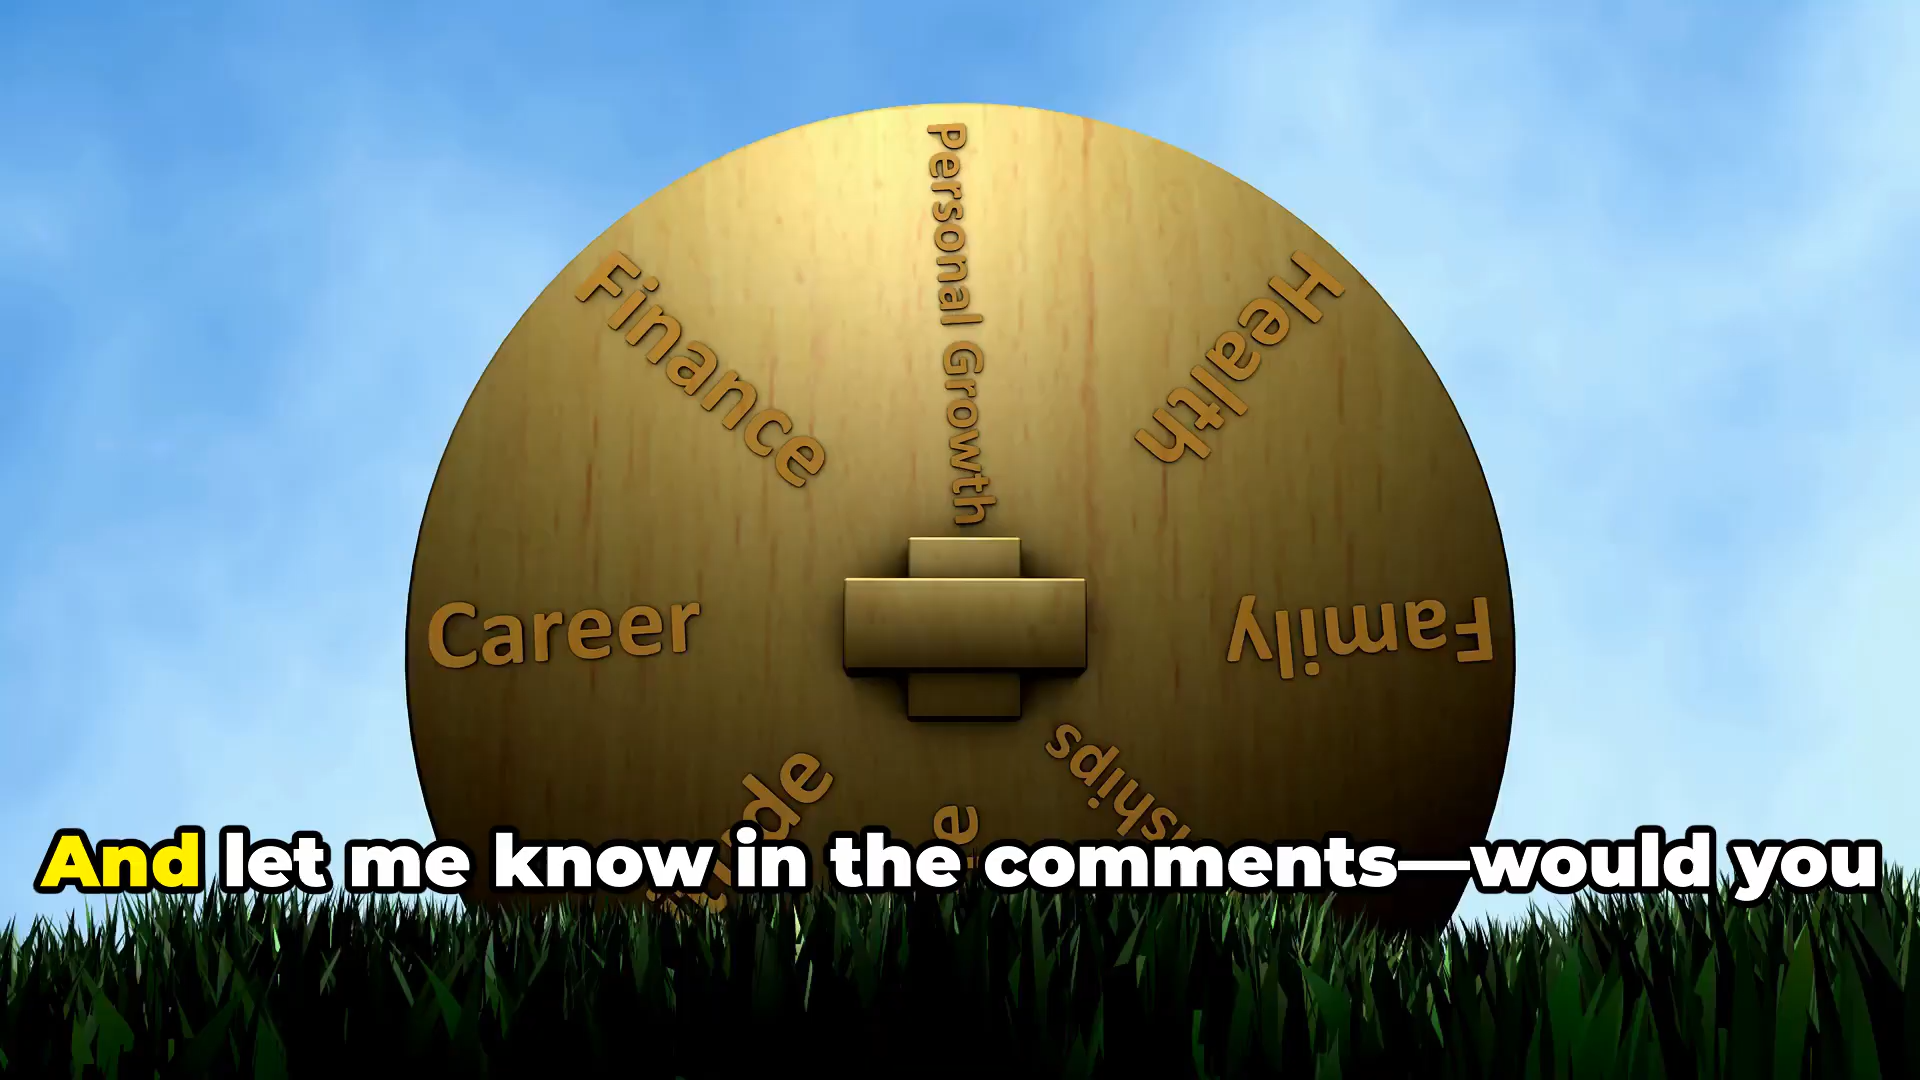 Personal Growth
Finance
Health
Career
Family
And let me know in the comments—would you